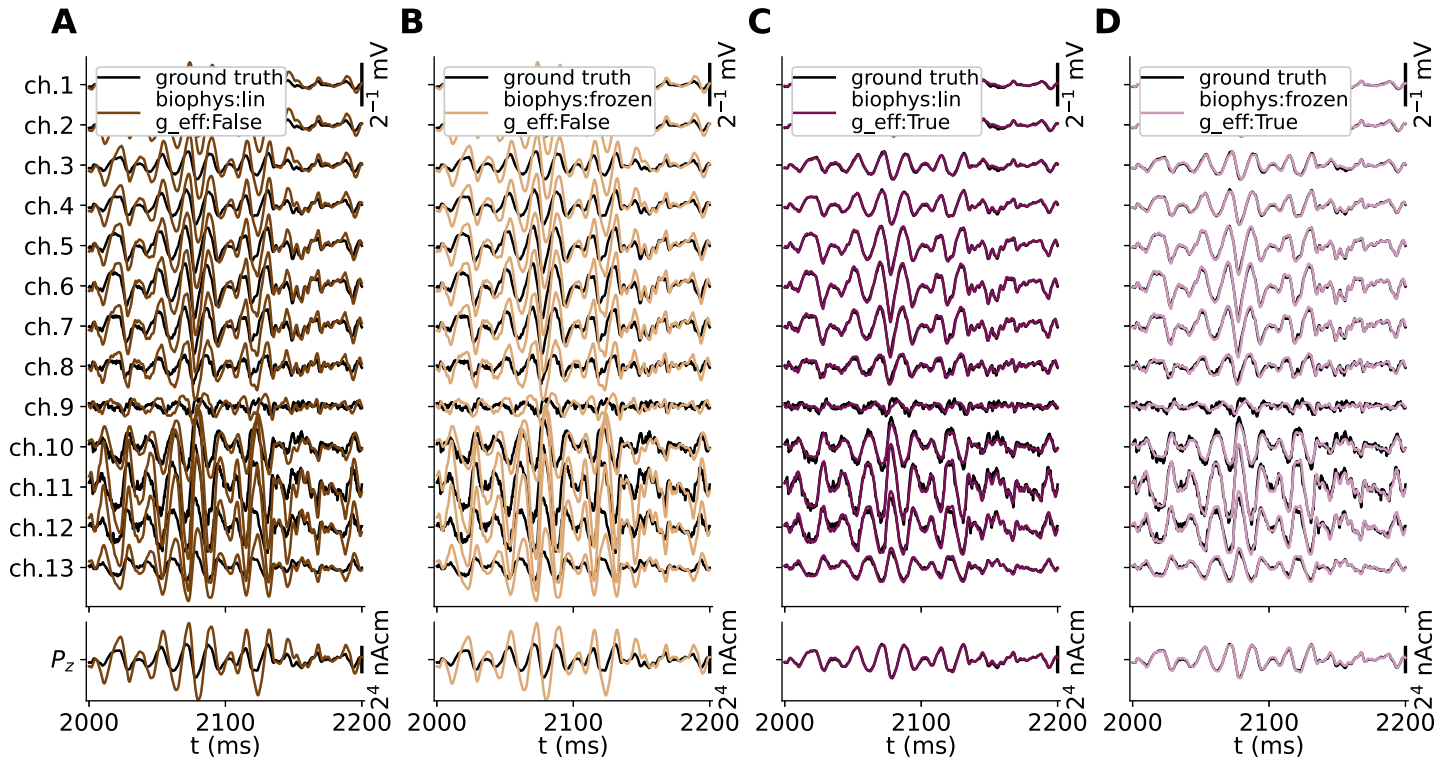 A
B
C
D
ground truth
biophys:lin
g_eff:False
ground truth
biophys:frozen
g_eff:False
ground truth
biophys:lin
g_eff:True
ground truth
biophys:frozen
g_eff:True
2⁻¹ mV
2⁻¹ mV
2⁻¹ mV
2⁻¹ mV
ch.1
ch.2
ch.3
ch.4
ch.5
ch.6
ch.7
ch.8
ch.9
ch.10
ch.11
ch.12
ch.13
P_z
2⁴ nAcm
2⁴ nAcm
2⁴ nAcm
2⁴ nAcm
2000 2100 2200
2000 2100 2200
2000 2100 2200
2000 2100 2200
t (ms)
t (ms)
t (ms)
t (ms)